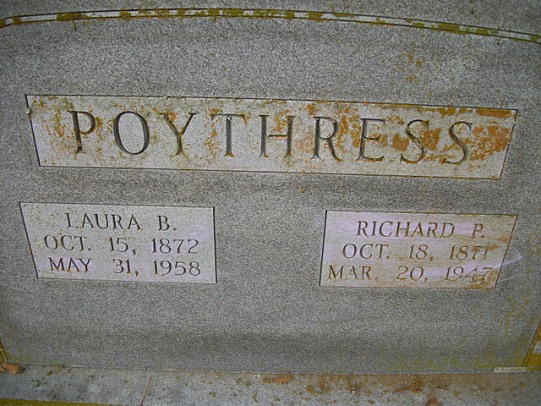 POYTHRESS
LAURA B.
OCT. 15, 1872
MAY 31, 1958
RICHARD P.
OCT. 18, 1871
MAR. 20, 1947